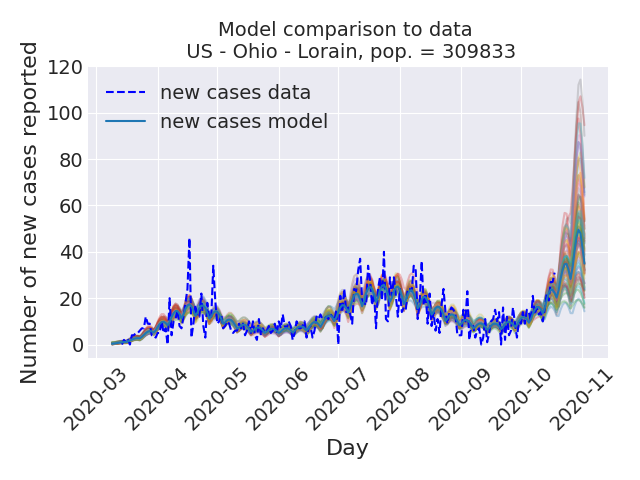 Model comparison to data
US - Ohio - Lorain, pop. = 309833
Number of new cases reported
120
100
80
60
40
20
0
new cases data
new cases model
2020-03
2020-04
2020-05
2020-06
2020-07
2020-08
2020-09
2020-10
2020-11
Day